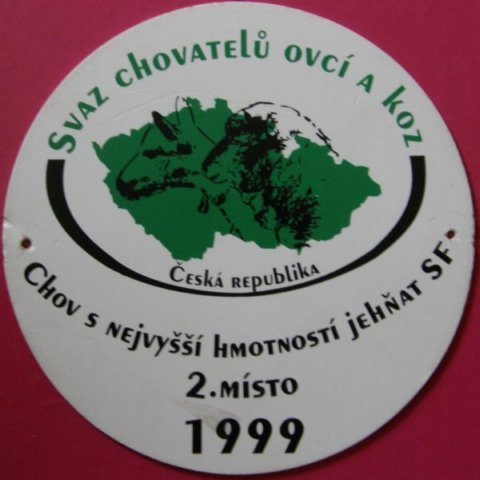 Svaz chovatelů ovcí a koz
Česká republika
Chov s nejvyšší hmotností jehňat SF
2. místo
1999